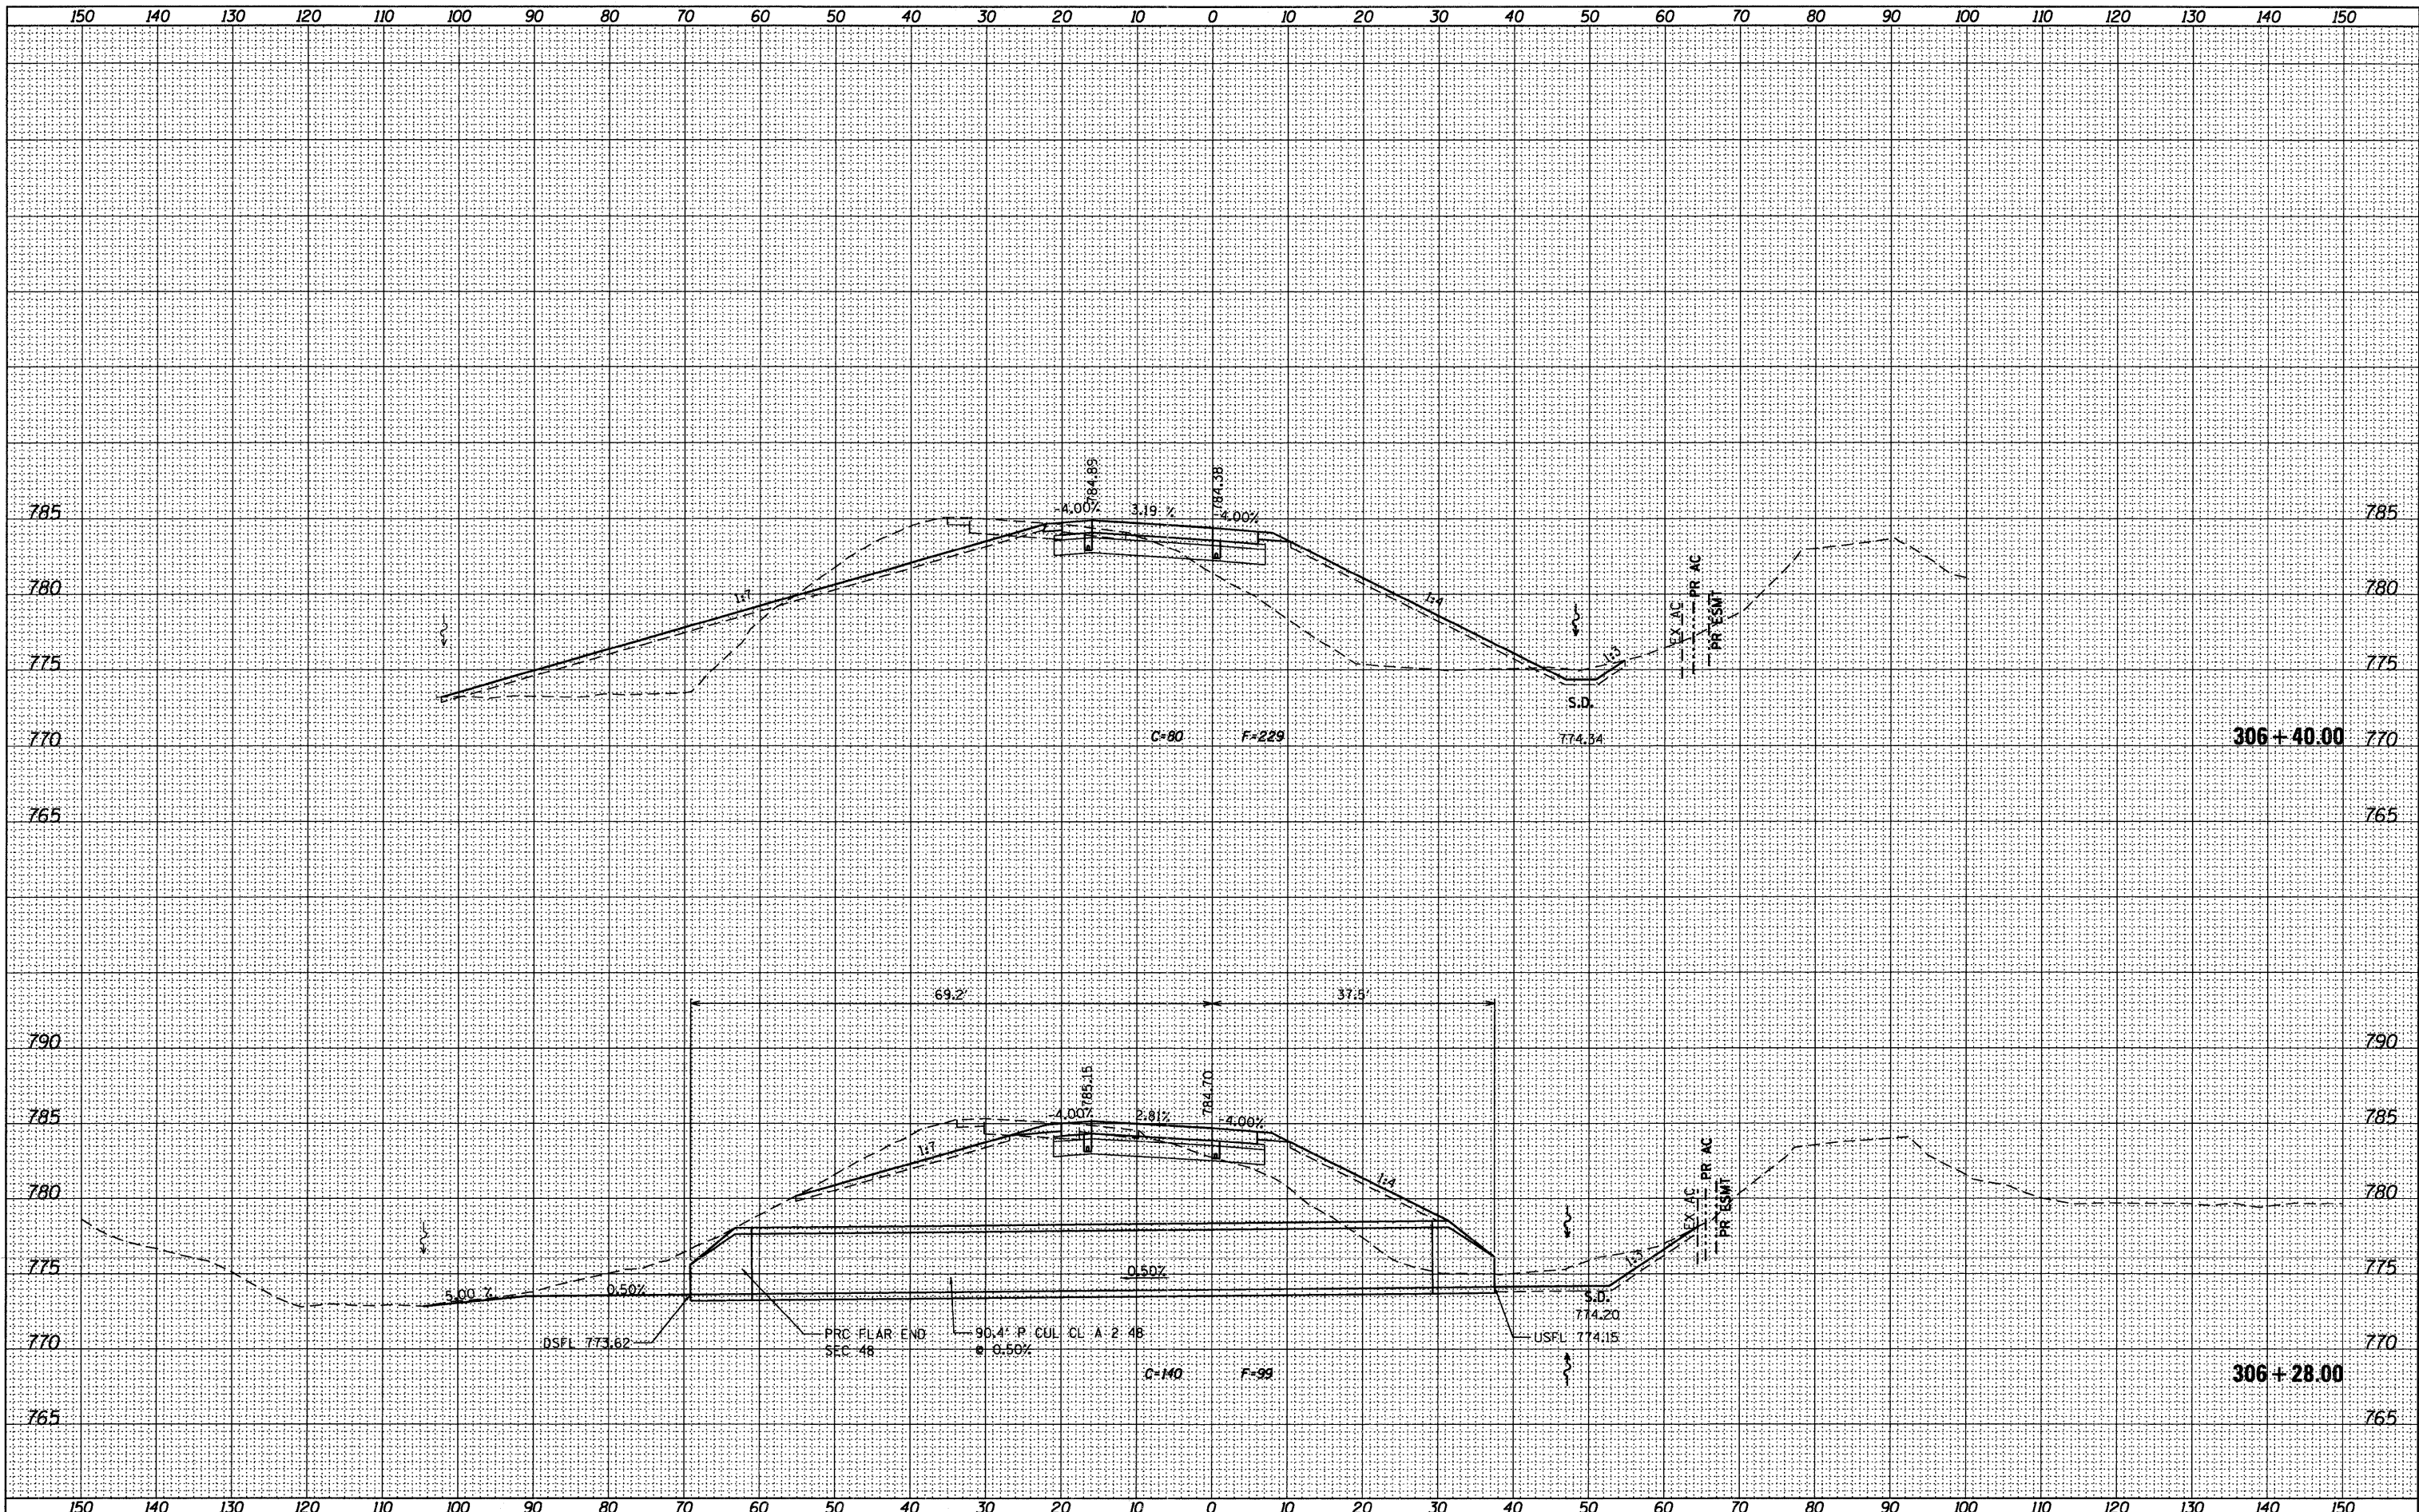 150 140 130 120 110 100 90 80 70 60 50 40 30 20 10 0 10 20 30 40 50 60 70 80 90 100 110 120 130 140 150
784.89
784.38
-4.00% 3.19 % -4.00%
785 785
780 780
1:7
1:4
1:3
EX AC
PR AC
PR ESMT
775 775
S.D.
774.34
C=80 F=229
306 + 40.00
770 770
765 765
69.2' 37.5'
790 790
785.15
784.70
-4.00% 2.81% -4.00%
785 785
1:7
1:4
780 780
EX AC
PR AC
PR ESMT
1:3
775 775
5.00 % 0.50% 0.50%
S.D.
774.20
DSFL 773.62
PRC FLAR END
SEC 48
90.4' P CUL CL A 2 48
@ 0.50%
USFL 774.15
770 770
C=140 F=99
306 + 28.00
765 765
150 140 130 120 110 100 90 80 70 60 50 40 30 20 10 0 10 20 30 40 50 60 70 80 90 100 110 120 130 140 150